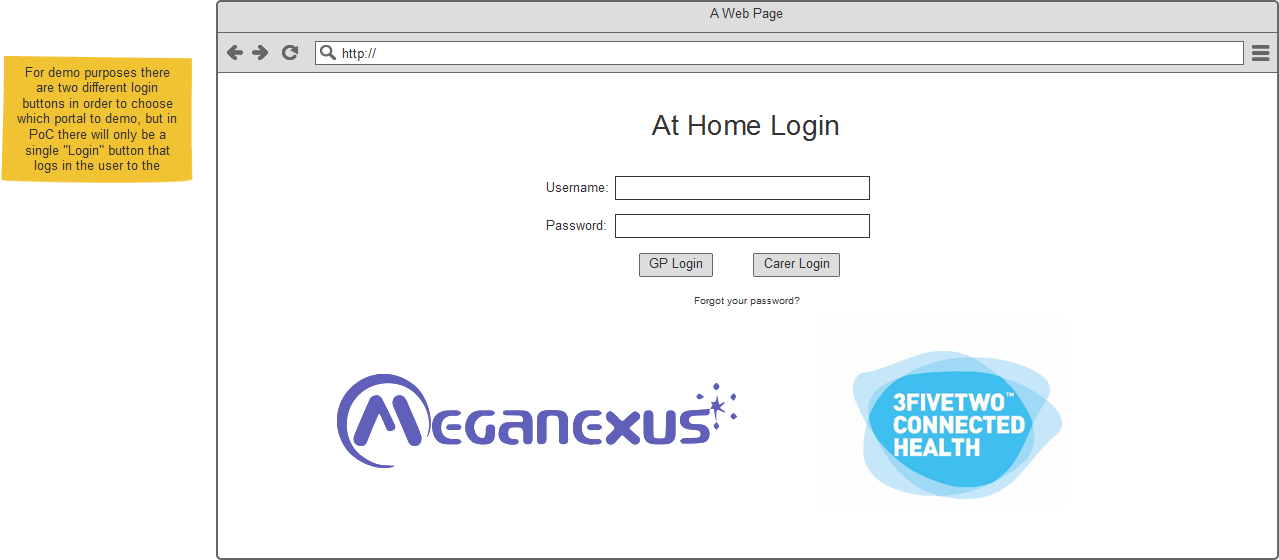 A Web Page
http://
For demo purposes there
are two different login
buttons in order to choose
which portal to demo, but in
PoC there will only be a
single "Login" button that
logs in the user to the
At Home Login
Username:
Password:
GP Login
Carer Login
Forgot your password?
MEGANEXUS
3FIVETWO™
CONNECTED
HEALTH